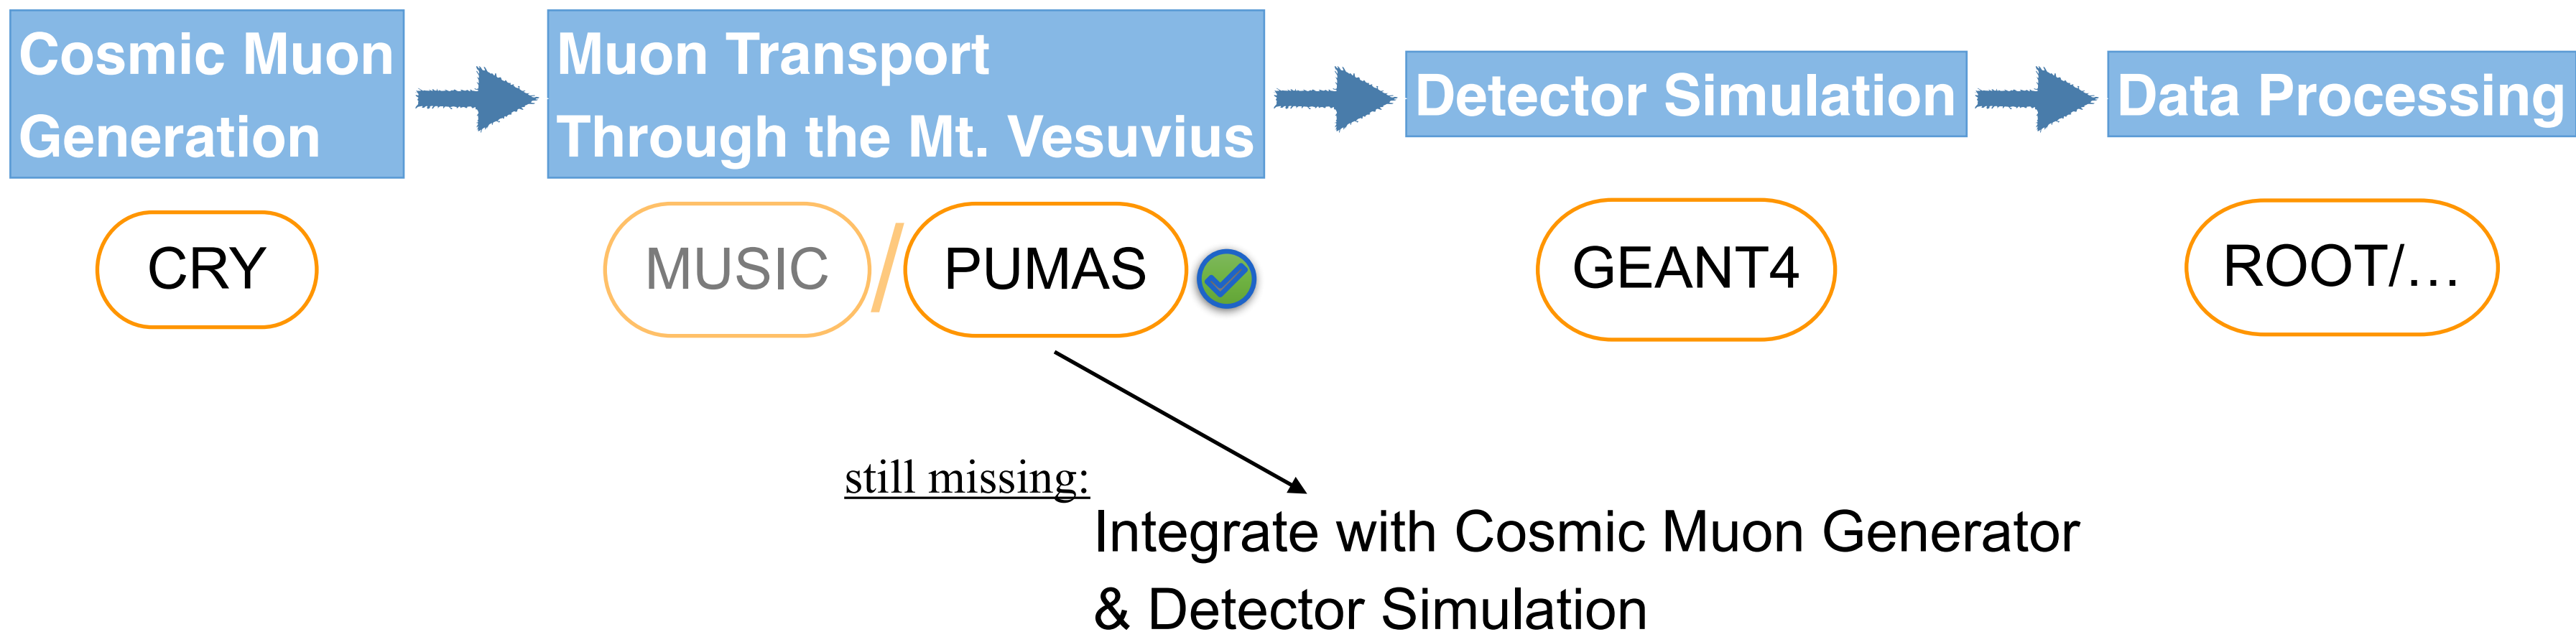 Cosmic Muon
Generation
Muon Transport
Through the Mt. Vesuvius
Detector Simulation
Data Processing
CRY
MUSIC / PUMAS
GEANT4
ROOT/…
still missing:
Integrate with Cosmic Muon Generator
& Detector Simulation